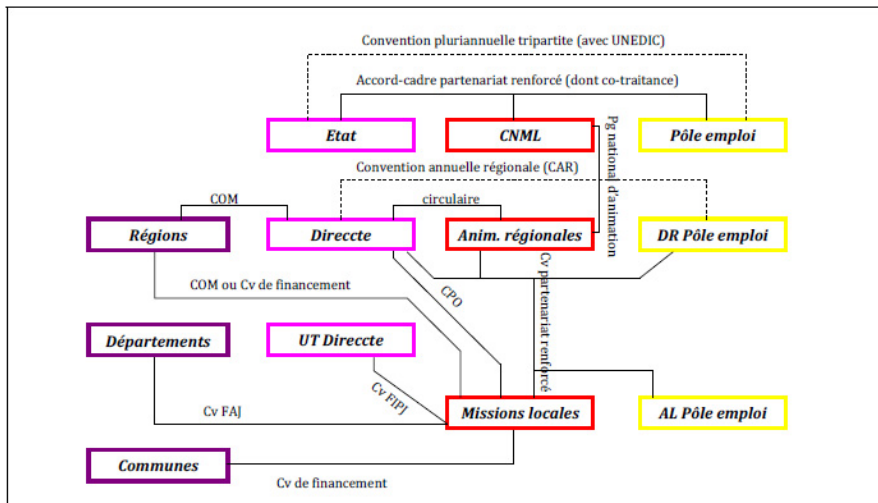 Convention pluriannuelle tripartite (avec UNEDIC)
Accord-cadre partenariat renforcé (dont co-traitance)
Etat
CNML
Pôle emploi
Pg national d'animation
Convention annuelle régionale (CAR)
COM
circulaire
Régions
Direccte
Anim. régionales
DR Pôle emploi
COM ou Cv de financement
CPO
Cv partenariat renforcé
Départements
UT Direccte
Cv FIPJ
Cv FAJ
Missions locales
AL Pôle emploi
Communes
Cv de financement